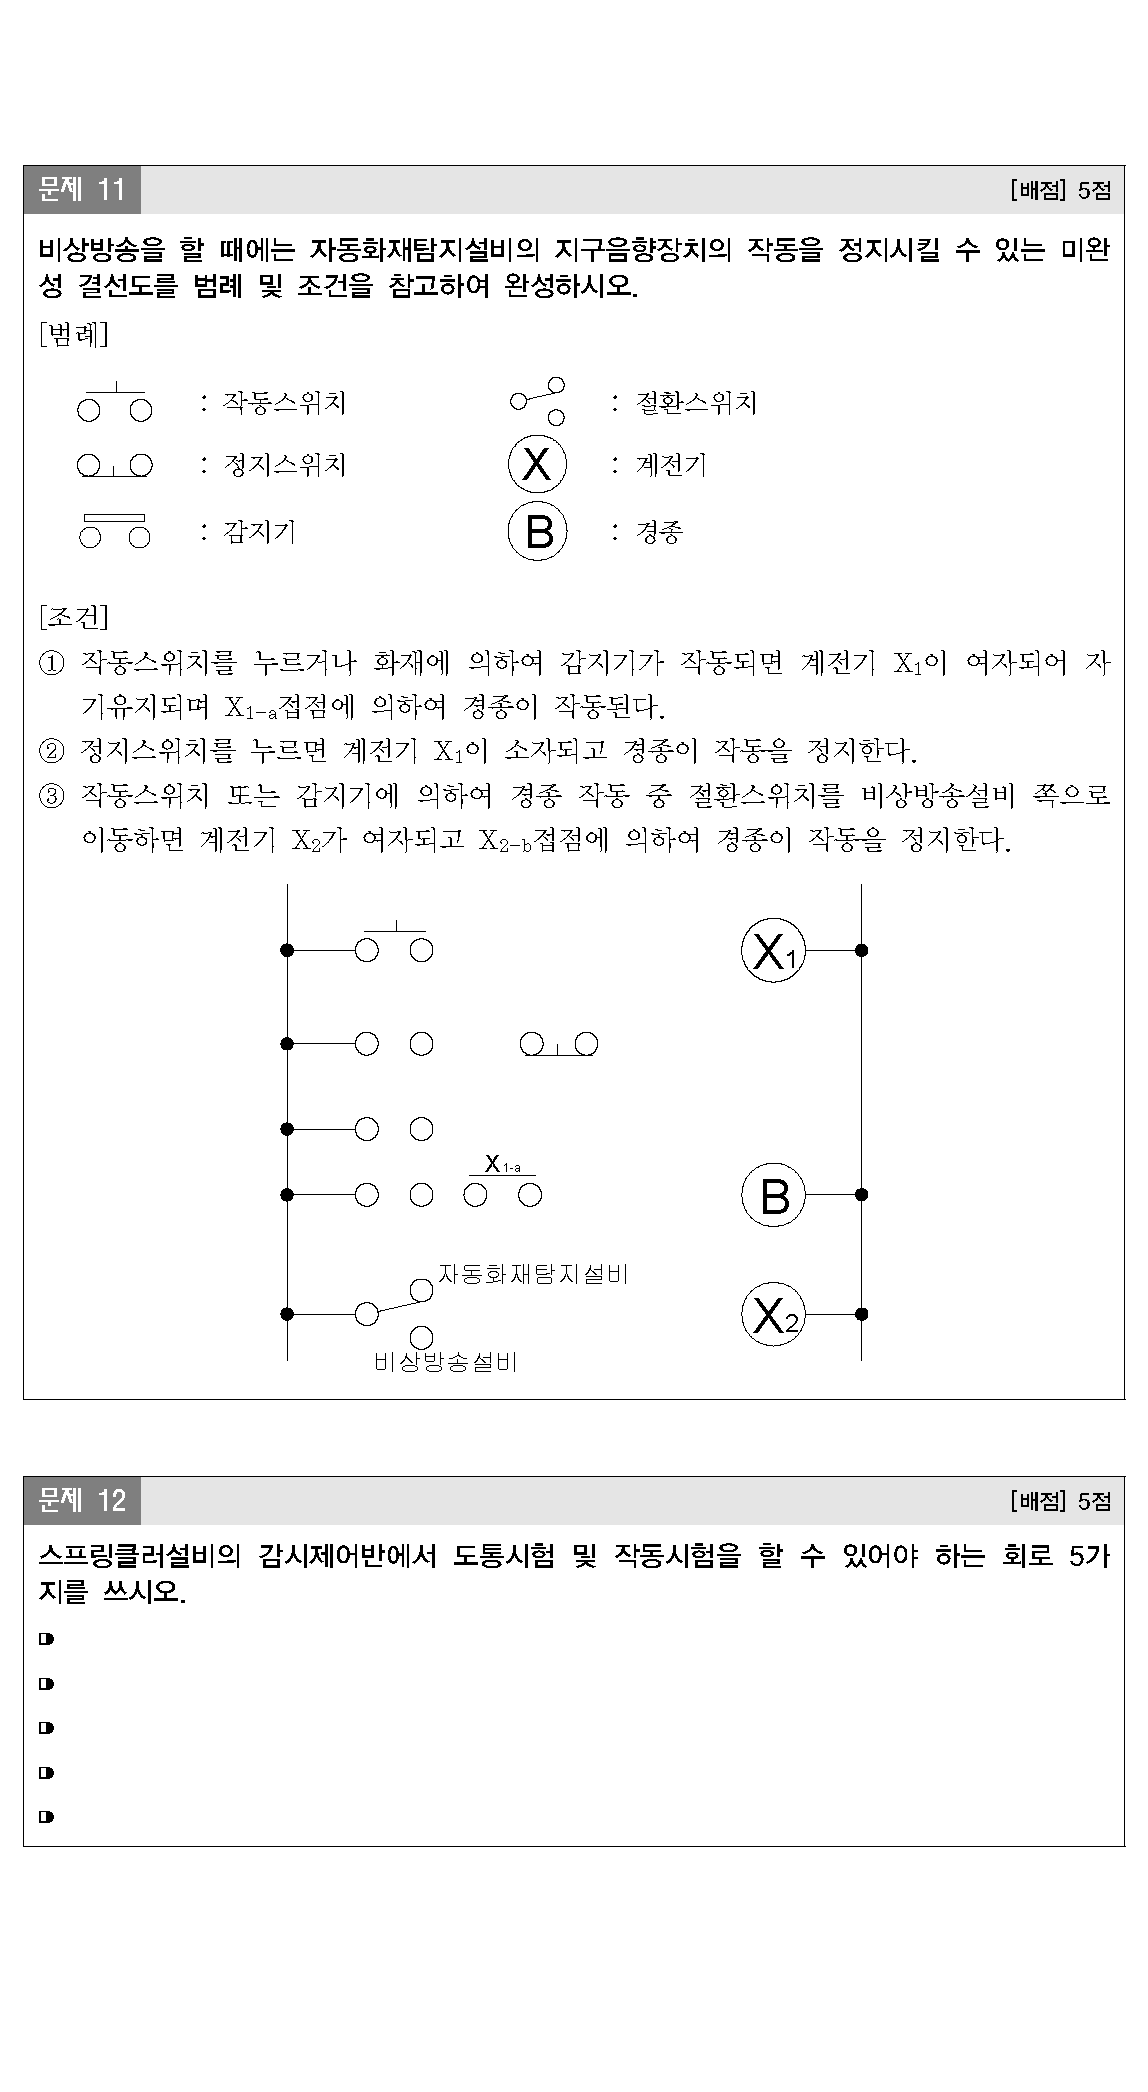 문제 11 [배점] 5점
비상방송을 할 때에는 자동화재탐지설비의 지구음향장치의 작동을 정지시킬 수 있는 미완
성 결선도를 범례 및 조건을 참고하여 완성하시오.
[범례]
: 작동스위치 : 절환스위치
: 정지스위치 X : 계전기
: 감지기 B : 경종
[조건]
① 작동스위치를 누르거나 화재에 의하여 감지기가 작동되면 계전기 X₁이 여자되어 자
기유지되며 X₁₋ₐ접점에 의하여 경종이 작동된다.
② 정지스위치를 누르면 계전기 X₁이 소자되고 경종이 작동을 정지한다.
③ 작동스위치 또는 감지기에 의하여 경종 작동 중 절환스위치를 비상방송설비 쪽으로
이동하면 계전기 X₂가 여자되고 X2-b접점에 의하여 경종이 작동을 정지한다.
X₁
X₁₋ₐ
B
자동화재탐지설비
X₂
비상방송설비
문제 12 [배점] 5점
스프링클러설비의 감시제어반에서 도통시험 및 작동시험을 할 수 있어야 하는 회로 5가
지를 쓰시오.